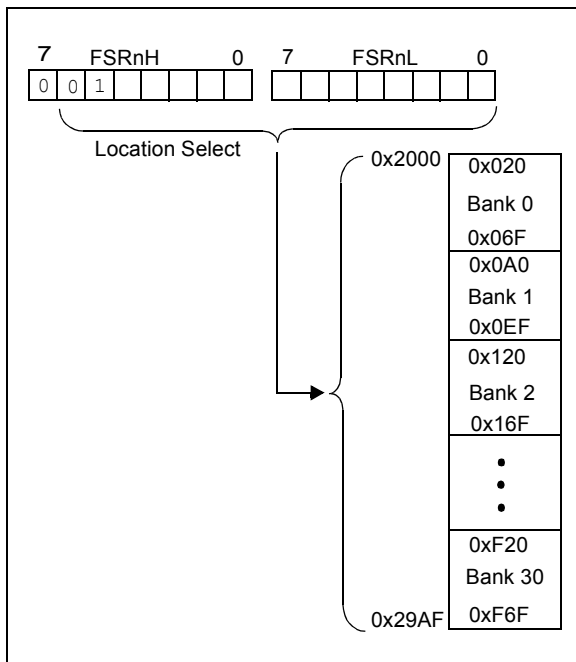 7 FSRnH 0 7 FSRnL 0
0 0 1
Location Select
0x2000
0x020
Bank 0
0x06F
0x0A0
Bank 1
0x0EF
0x120
Bank 2
0x16F
0xF20
Bank 30
0xF6F
0x29AF